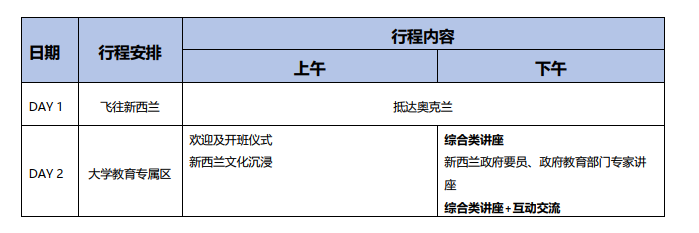 日期
行程安排
行程内容
上午
下午
DAY 1
飞往新西兰
抵达奥克兰
DAY 2
大学教育专属区
欢迎及开班仪式
新西兰文化沉浸
综合类讲座
新西兰政府要员、政府教育部门专家讲
座
综合类讲座+互动交流